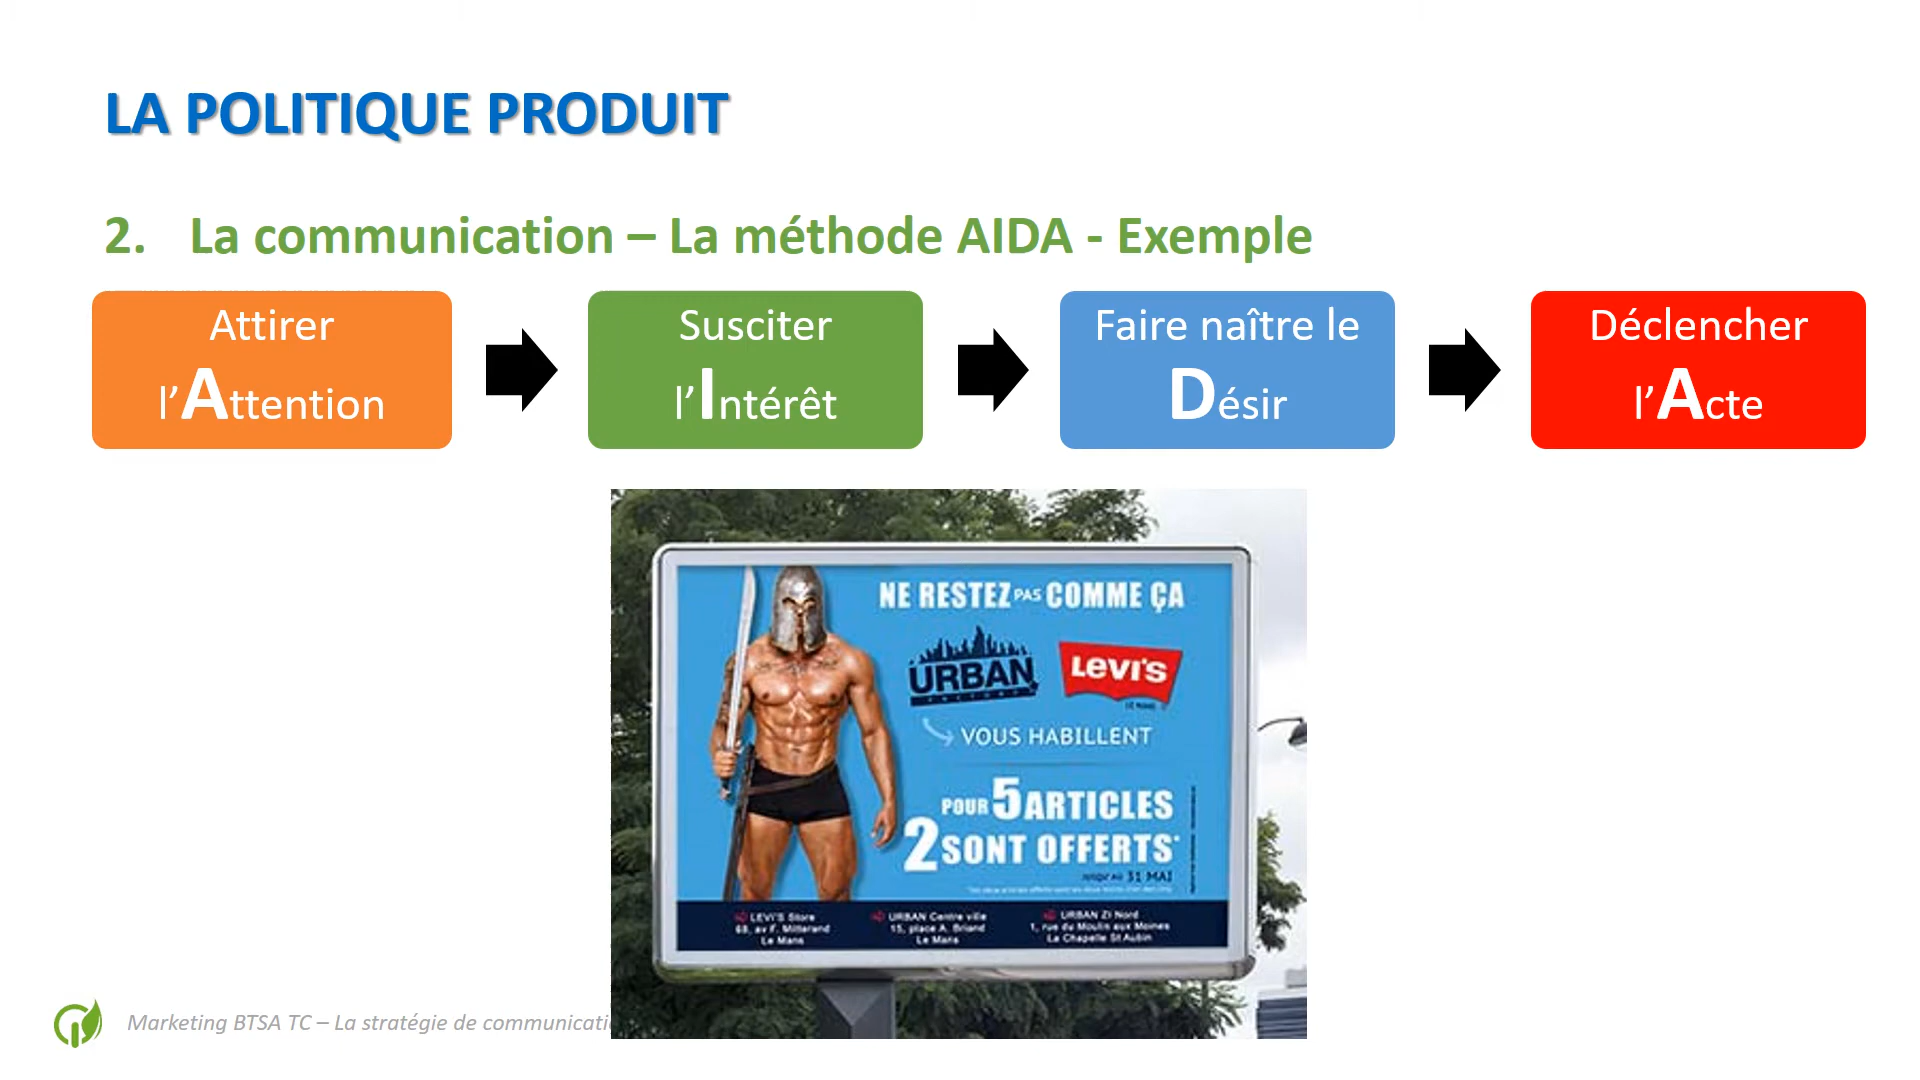 LA POLITIQUE PRODUIT
2. La communication – La méthode AIDA - Exemple
Attirer
l’Attention
Susciter
l’Intérêt
Faire naître le
Désir
Déclencher
l’Acte
NE RESTEZ PAS COMME ÇA
URBAN
LEVI'S
LE MANS
VOUS HABILLENT
POUR 5 ARTICLES
2 SONT OFFERTS*
JUSQU'AU 31 MAI
LEVI'S Store
68, av F. Mitterand
Le Mans
URBAN Centre ville
15, place A. Briand
Le Mans
URBAN ZI Nord
1, rue du Moulin aux Moines
La Chapelle St Aubin
Marketing BTSA TC – La stratégie de communicati